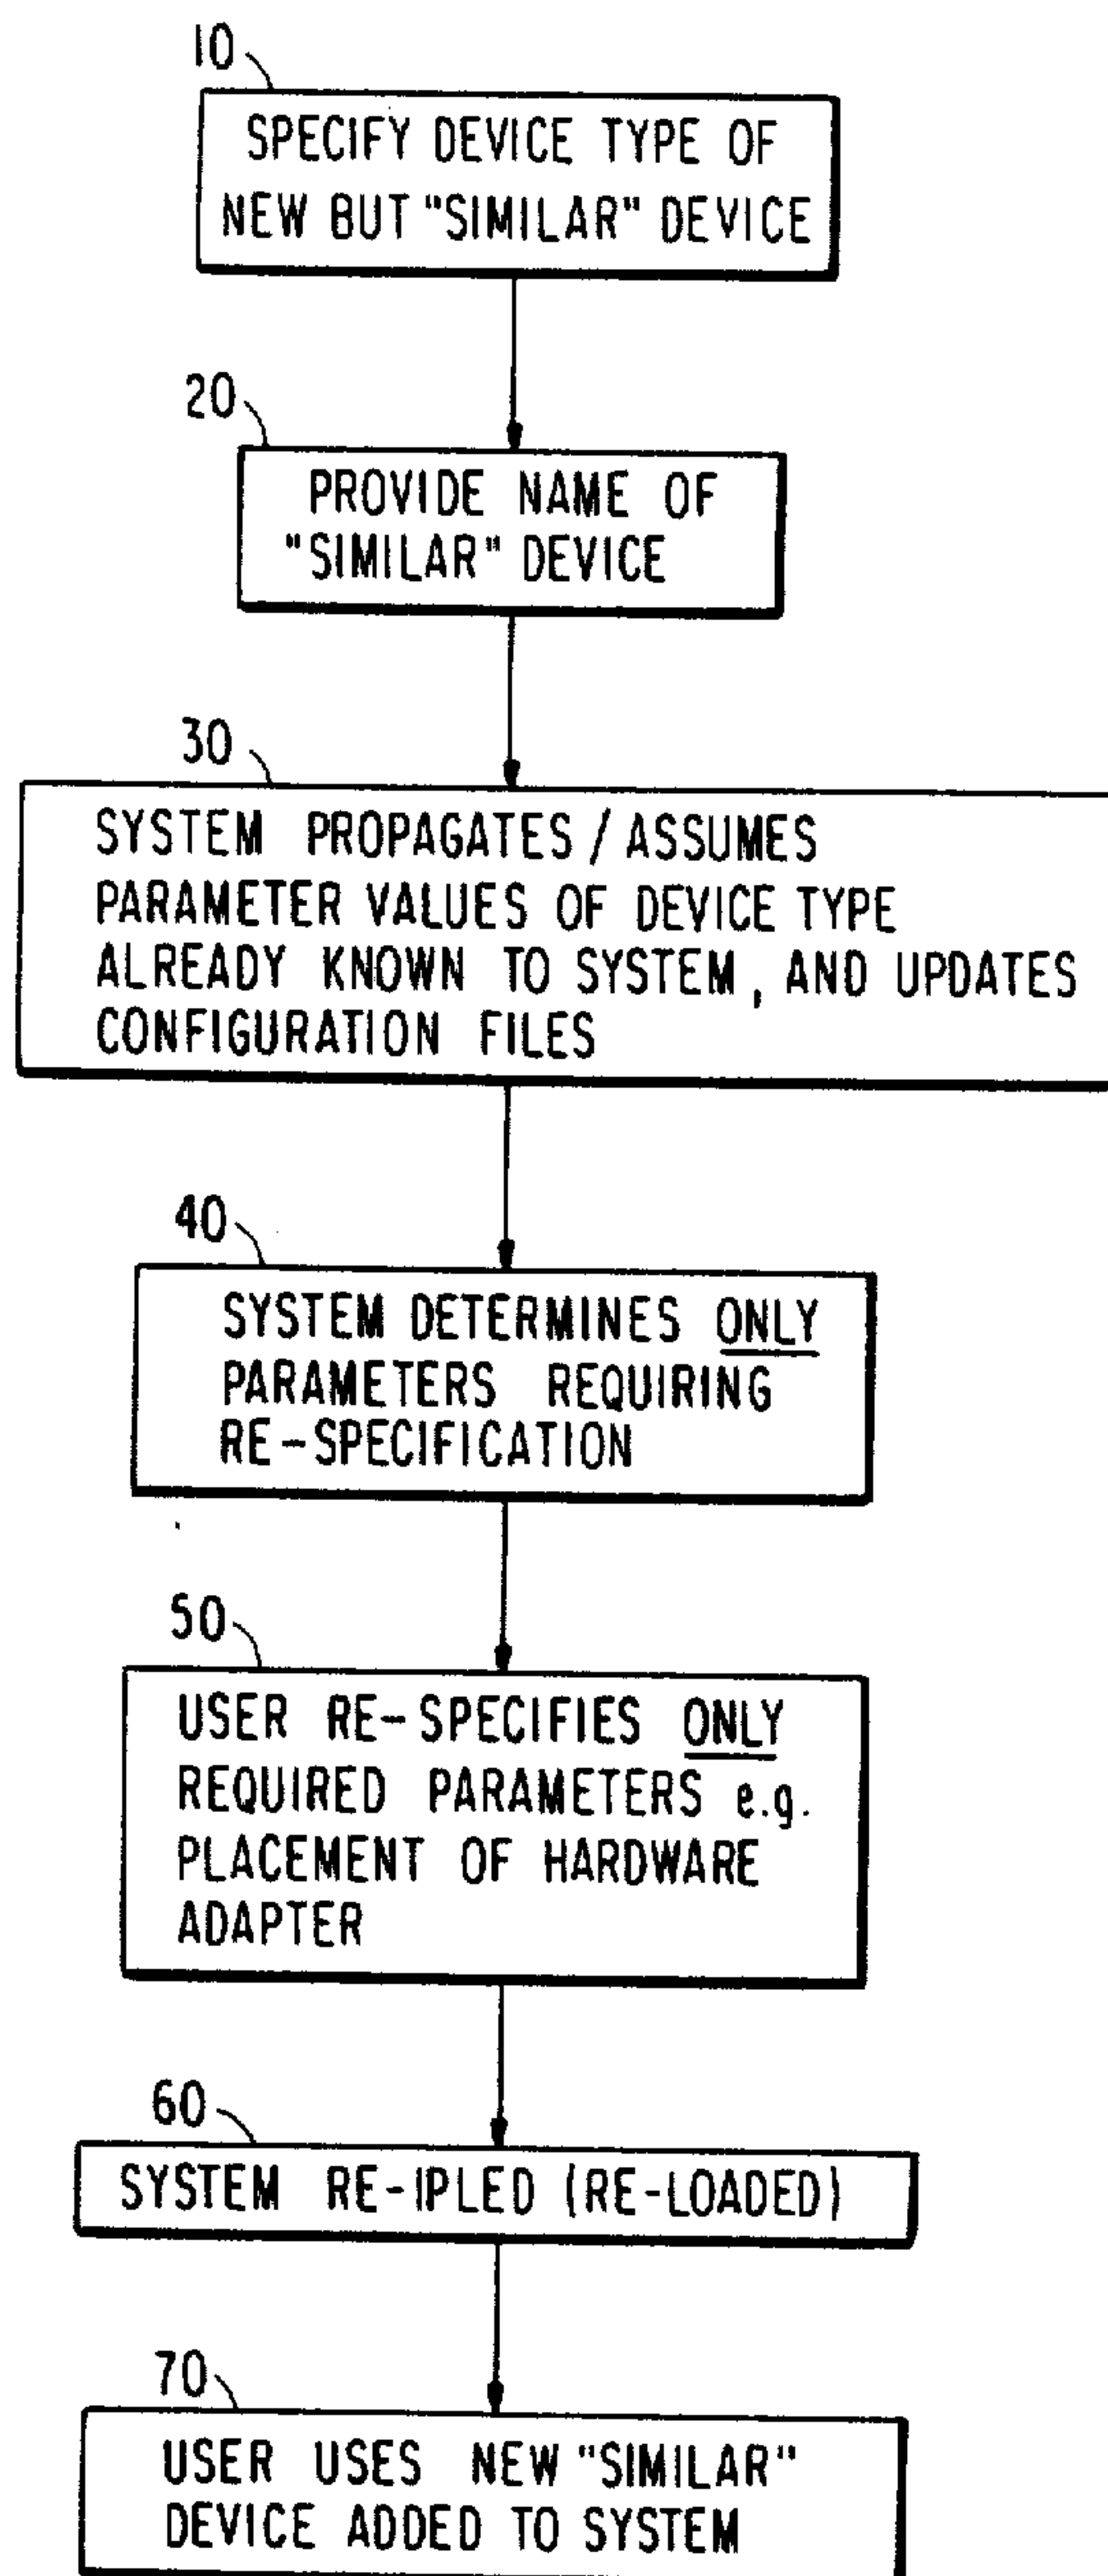 10
SPECIFY DEVICE TYPE OF
NEW BUT "SIMILAR" DEVICE
20
PROVIDE NAME OF
"SIMILAR" DEVICE
30
SYSTEM PROPAGATES / ASSUMES
PARAMETER VALUES OF DEVICE TYPE
ALREADY KNOWN TO SYSTEM, AND UPDATES
CONFIGURATION FILES
40
SYSTEM DETERMINES ONLY
PARAMETERS REQUIRING
RE-SPECIFICATION
50
USER RE-SPECIFIES ONLY
REQUIRED PARAMETERS e.g.
PLACEMENT OF HARDWARE
ADAPTER
60
SYSTEM RE-IPLED (RE-LOADED)
70
USER USES NEW "SIMILAR"
DEVICE ADDED TO SYSTEM